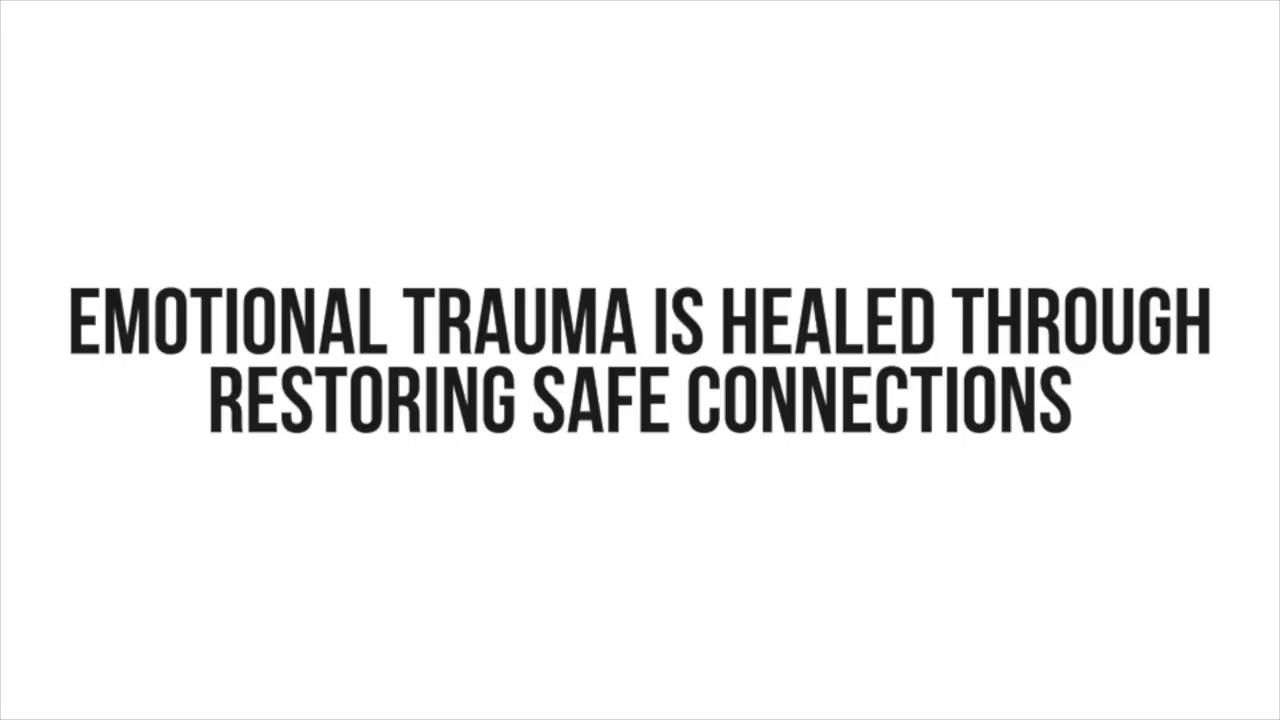 EMOTIONAL TRAUMA IS HEALED THROUGH
RESTORING SAFE CONNECTIONS